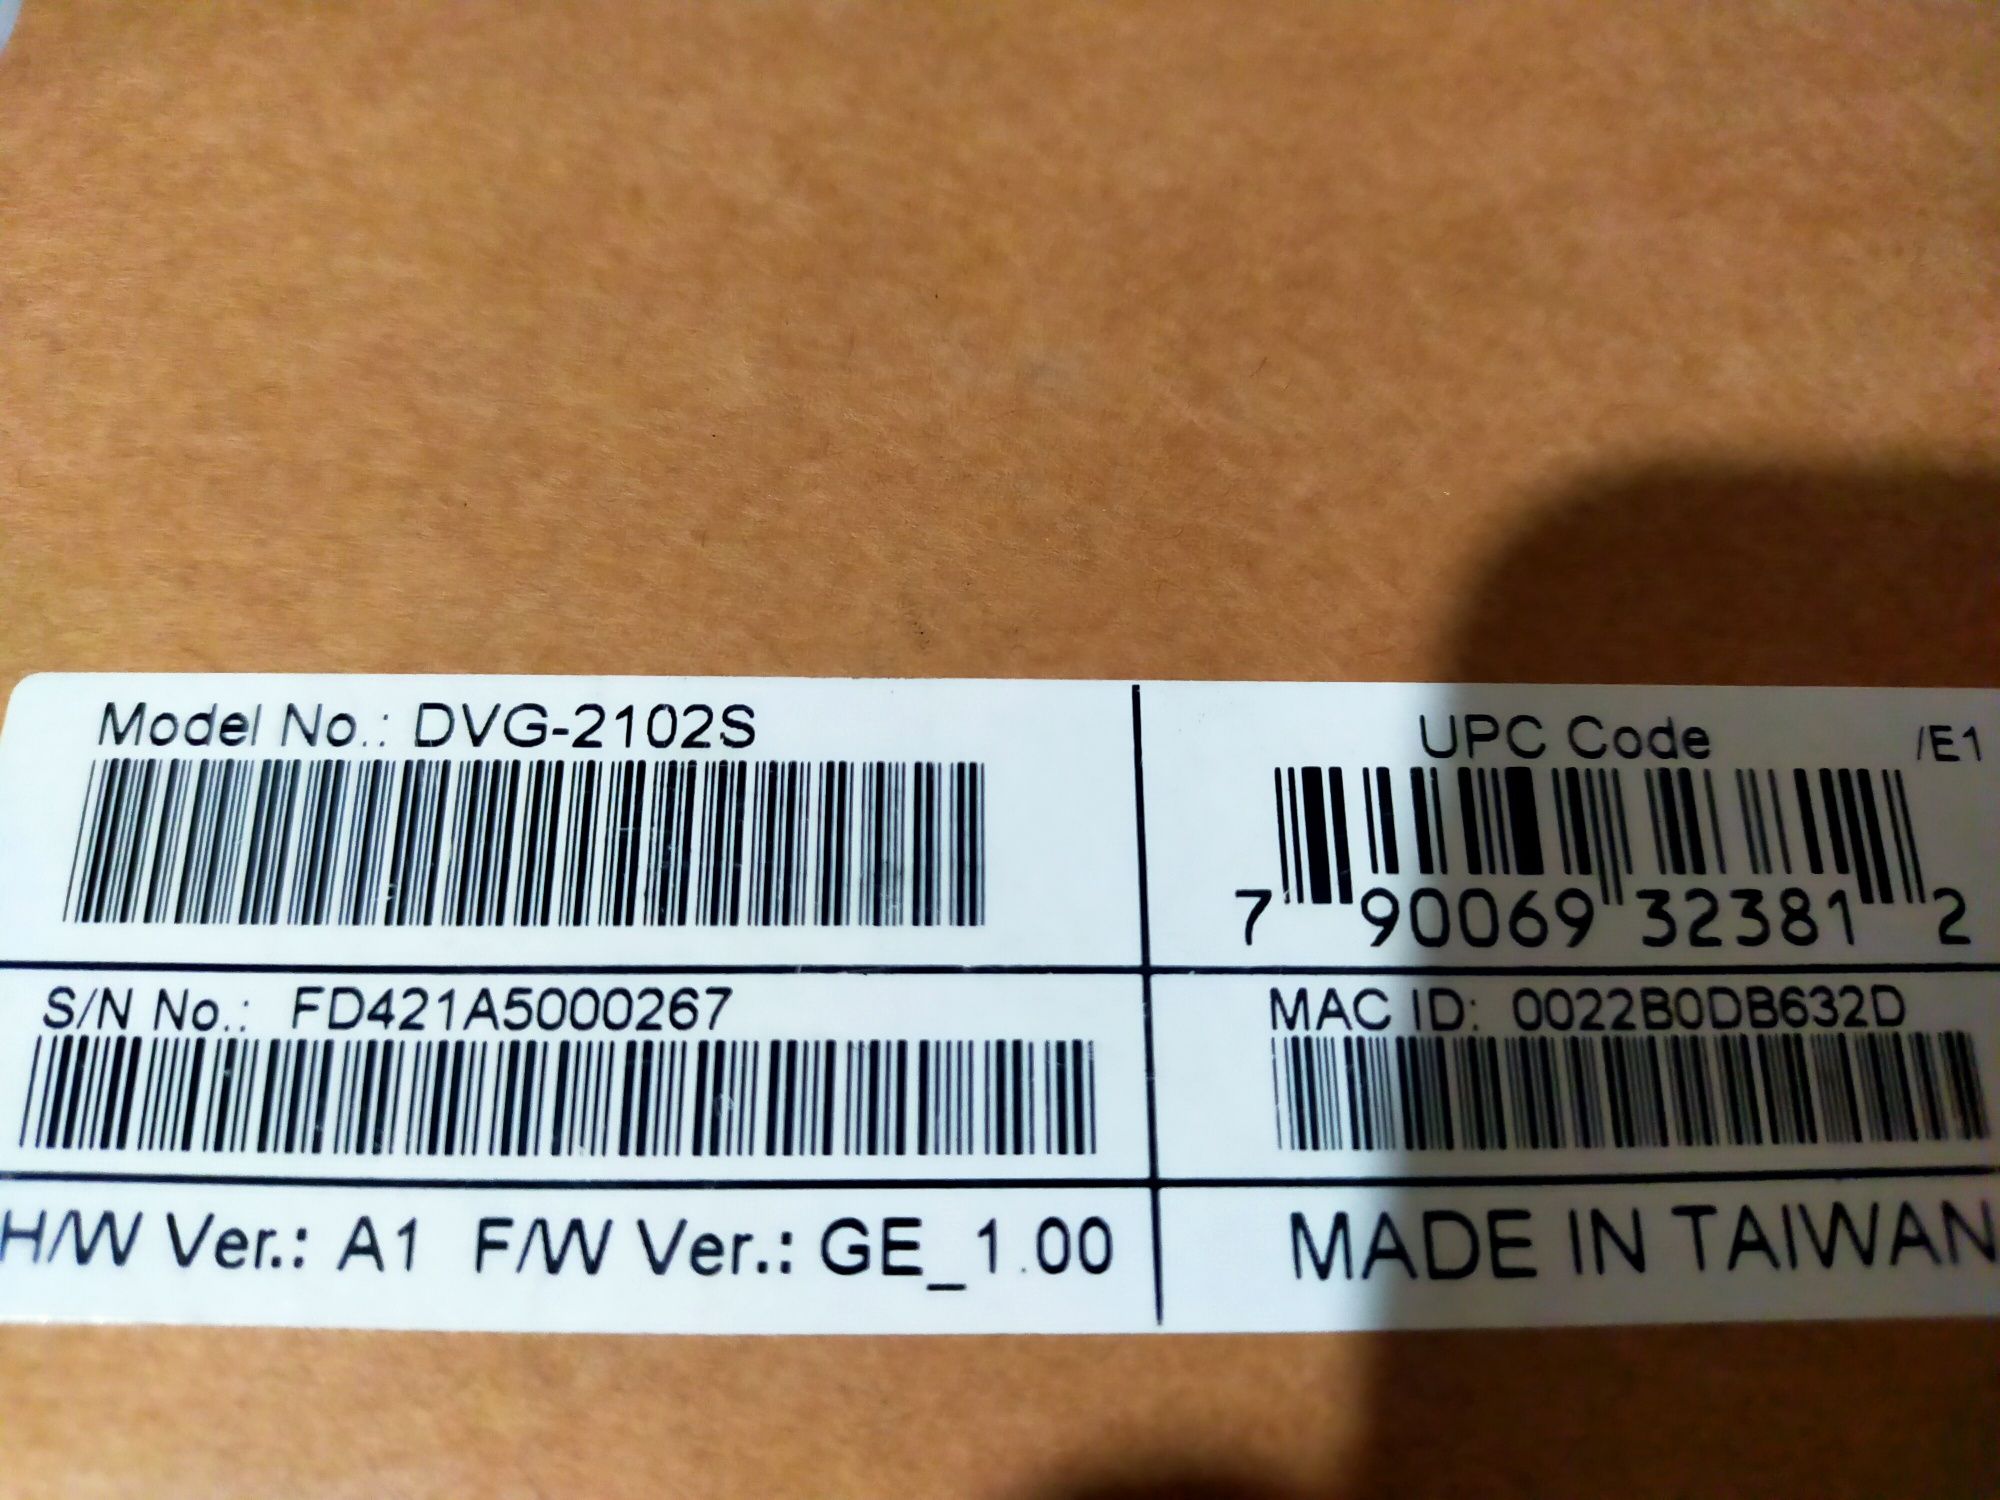 Model No.: DVG-2102S
UPC Code /E1
7 90069 32381 2
S/N No.: FD421A5000267
MAC ID: 0022B0DB632D
H/W Ver.: A1 F/W Ver.: GE_1.00
MADE IN TAIWAN